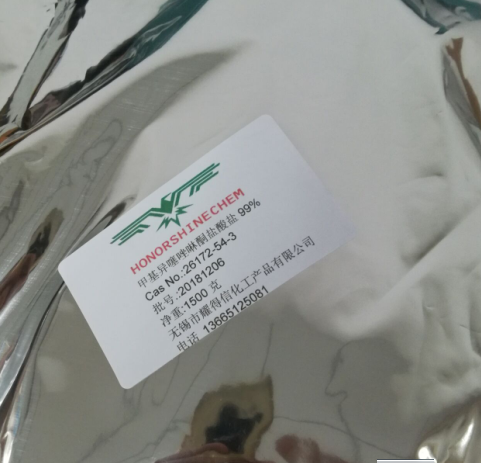 HONORSHINECHEM
甲基异噻唑啉酮盐酸盐 99%
Cas No.:26172-54-3
批号.:20181206
净重:1500 克
无锡市耀得信化工产品有限公司
电话 13665125081